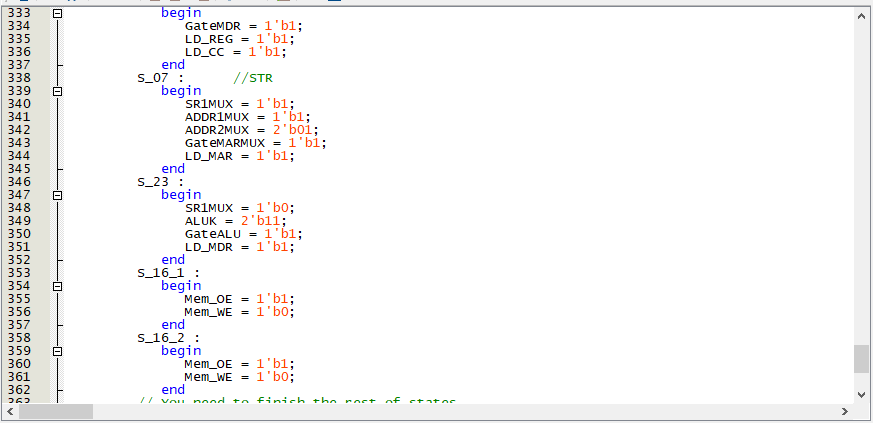 333 begin
334 GateMDR = 1'b1;
335 LD_REG = 1'b1;
336 LD_CC = 1'b1;
337 end
338 S_07 : //STR
339 begin
340 SR1MUX = 1'b1;
341 ADDR1MUX = 1'b1;
342 ADDR2MUX = 2'b01;
343 GateMARMUX = 1'b1;
344 LD_MAR = 1'b1;
345 end
346 S_23 :
347 begin
348 SR1MUX = 1'b0;
349 ALUK = 2'b11;
350 GateALU = 1'b1;
351 LD_MDR = 1'b1;
352 end
353 S_16_1 :
354 begin
355 Mem_OE = 1'b1;
356 Mem_WE = 1'b0;
357 end
358 S_16_2 :
359 begin
360 Mem_OE = 1'b1;
361 Mem_WE = 1'b0;
362 end
363 // You need to finish the rest of states